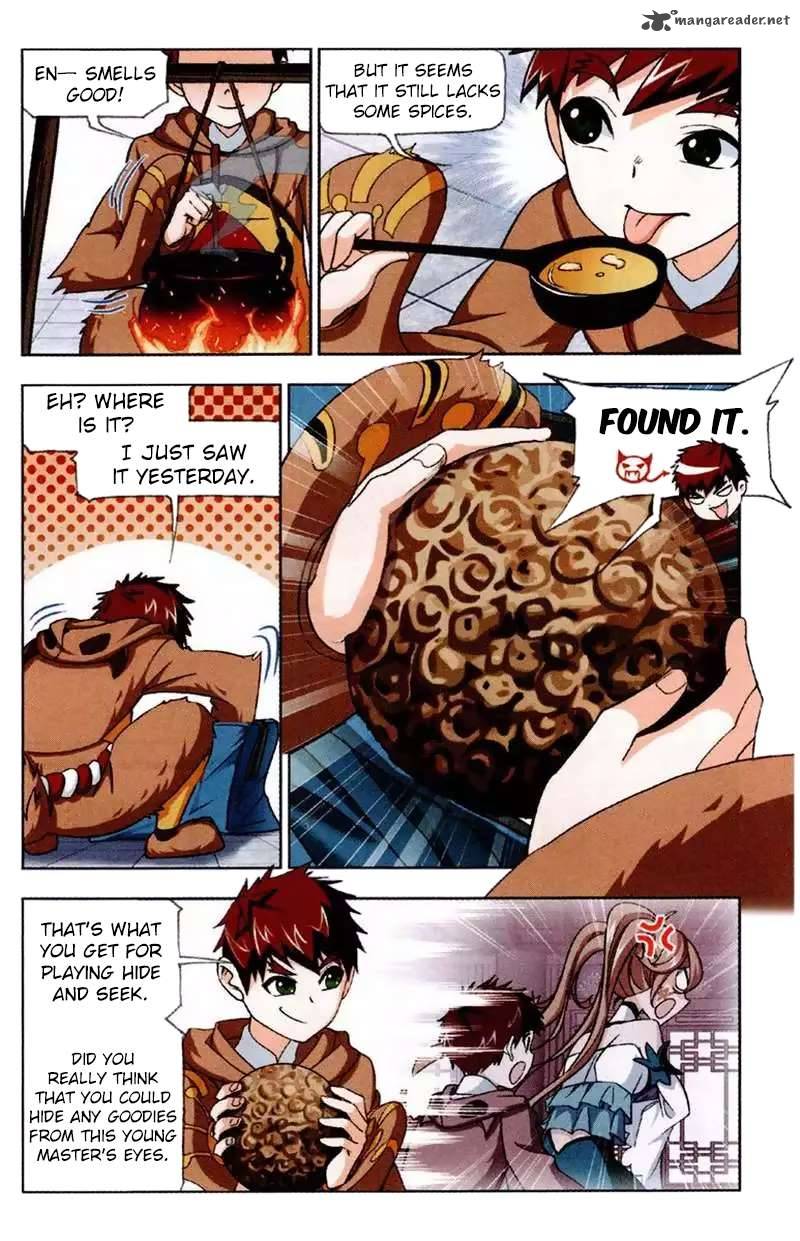 mangareader.net
EN— SMELLS
GOOD!
BUT IT SEEMS
THAT IT STILL LACKS
SOME SPICES.
EH? WHERE
IS IT?
I JUST SAW
IT YESTERDAY.
FOUND IT.
THAT'S WHAT
YOU GET FOR
PLAYING HIDE
AND SEEK.
DID YOU
REALLY THINK
THAT YOU COULD
HIDE ANY GOODIES
FROM THIS YOUNG
MASTER'S EYES.